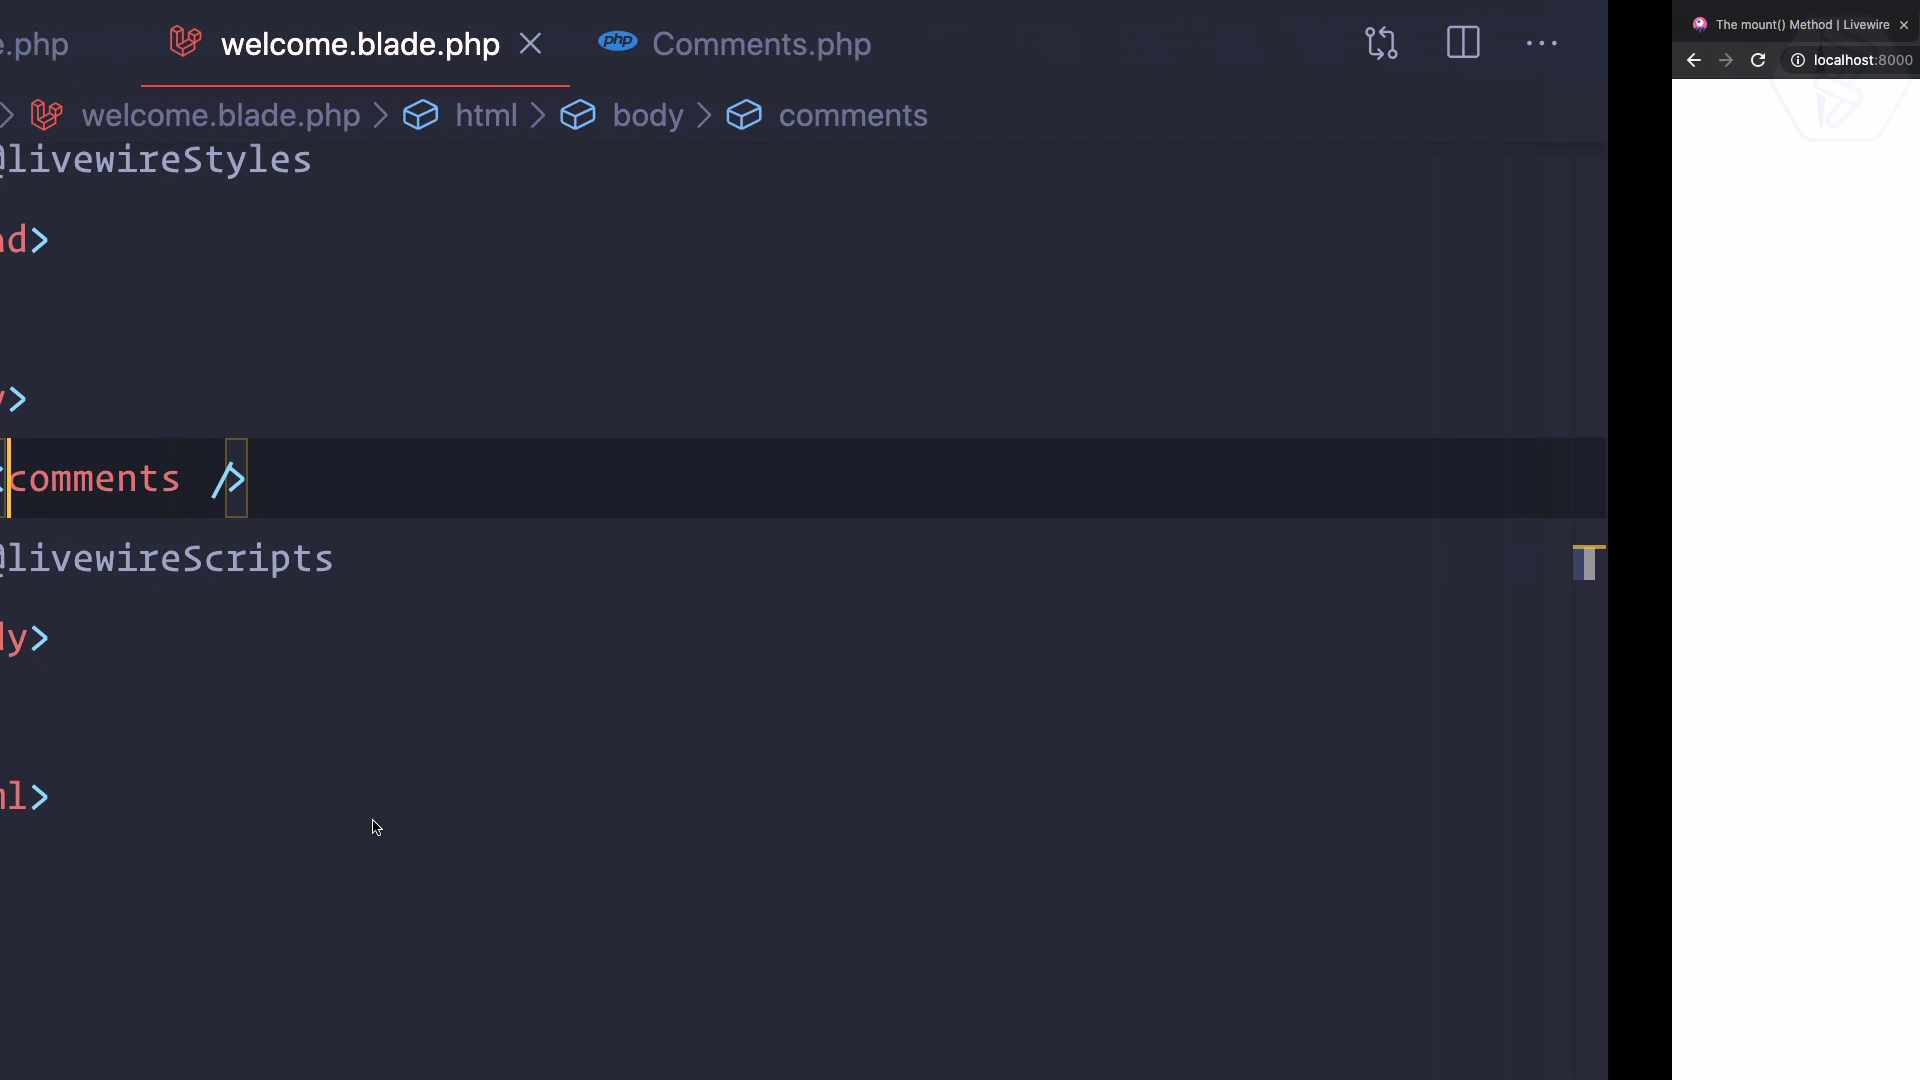 e.php welcome.blade.php Comments.php
welcome.blade.php > html > body > comments
@livewireStyles
ad>
y>
<comments />
@livewireScripts
dy>
ml>
The mount() Method | Livewire
localhost:8000